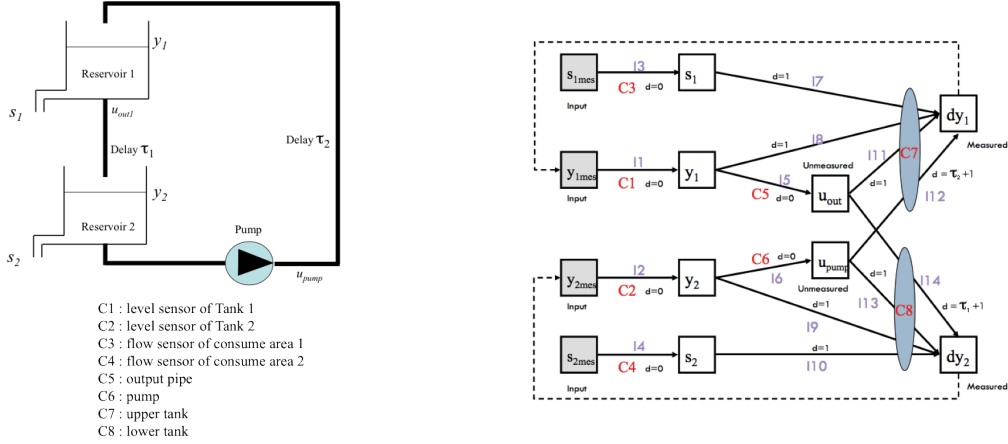 y1
Reservoir 1
s1
uout1
Delay τ1
Delay τ2
y2
Reservoir 2
s2
Pump
upump
C1 : level sensor of Tank 1
C2 : level sensor of Tank 2
C3 : flow sensor of consume area 1
C4 : flow sensor of consume area 2
C5 : output pipe
C6 : pump
C7 : upper tank
C8 : lower tank
s1mes
Input
I3
C3 d=0
s1
d=1 I7
dy1
Measured
y1mes
Input
I1
C1 d=0
y1
d=1 I8
I5
C5 d=0
Unmeasured
uout
I11
d=1
C7
d = τ2 +1
I12
y2mes
Input
I2
C2 d=0
y2
C6 d=0
I6
upump
Unmeasured
d=1
I13
C8
I14
d = τ1 +1
d=1
I9
s2mes
Input
I4
C4 d=0
s2
d=1
I10
dy2
Measured